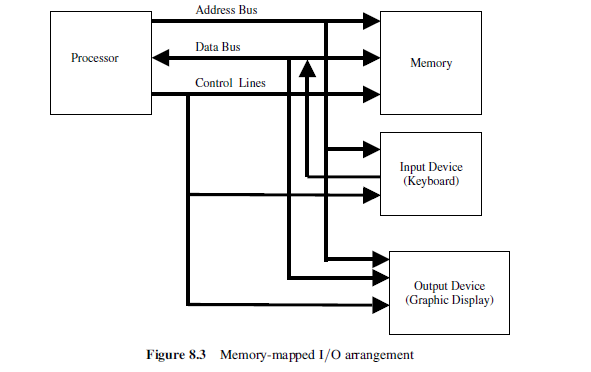 Address Bus
Data Bus
Processor
Memory
Control Lines
Input Device
(Keyboard)
Output Device
(Graphic Display)
Figure 8.3 Memory-mapped I/O arrangement